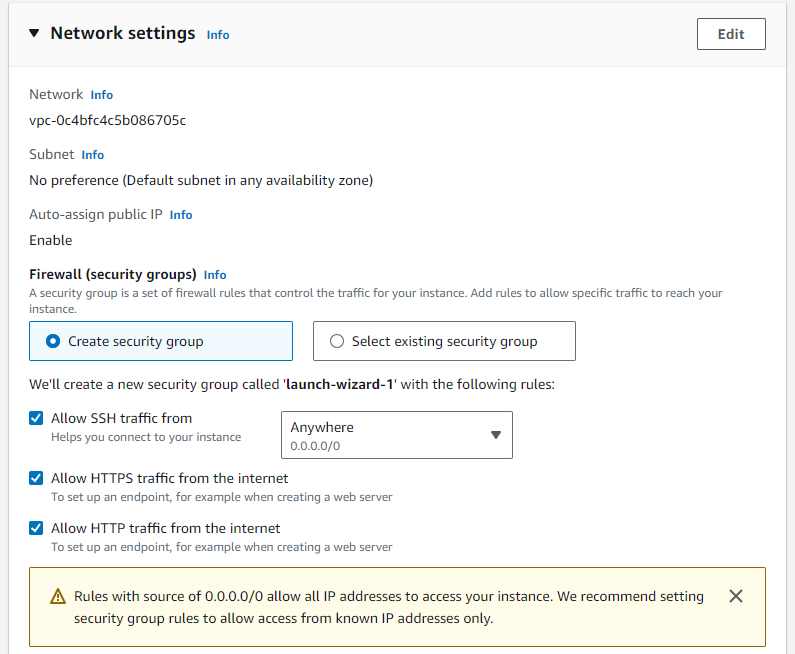 Network settings Info
Edit
Network Info
vpc-0c4bfc4c5b086705c
Subnet Info
No preference (Default subnet in any availability zone)
Auto-assign public IP Info
Enable
Firewall (security groups) Info
A security group is a set of firewall rules that control the traffic for your instance. Add rules to allow specific traffic to reach your
instance.
Create security group
Select existing security group
We'll create a new security group called 'launch-wizard-1' with the following rules:
Allow SSH traffic from
Helps you connect to your instance
Anywhere
0.0.0.0/0
Allow HTTPS traffic from the internet
To set up an endpoint, for example when creating a web server
Allow HTTP traffic from the internet
To set up an endpoint, for example when creating a web server
Rules with source of 0.0.0.0/0 allow all IP addresses to access your instance. We recommend setting
security group rules to allow access from known IP addresses only.